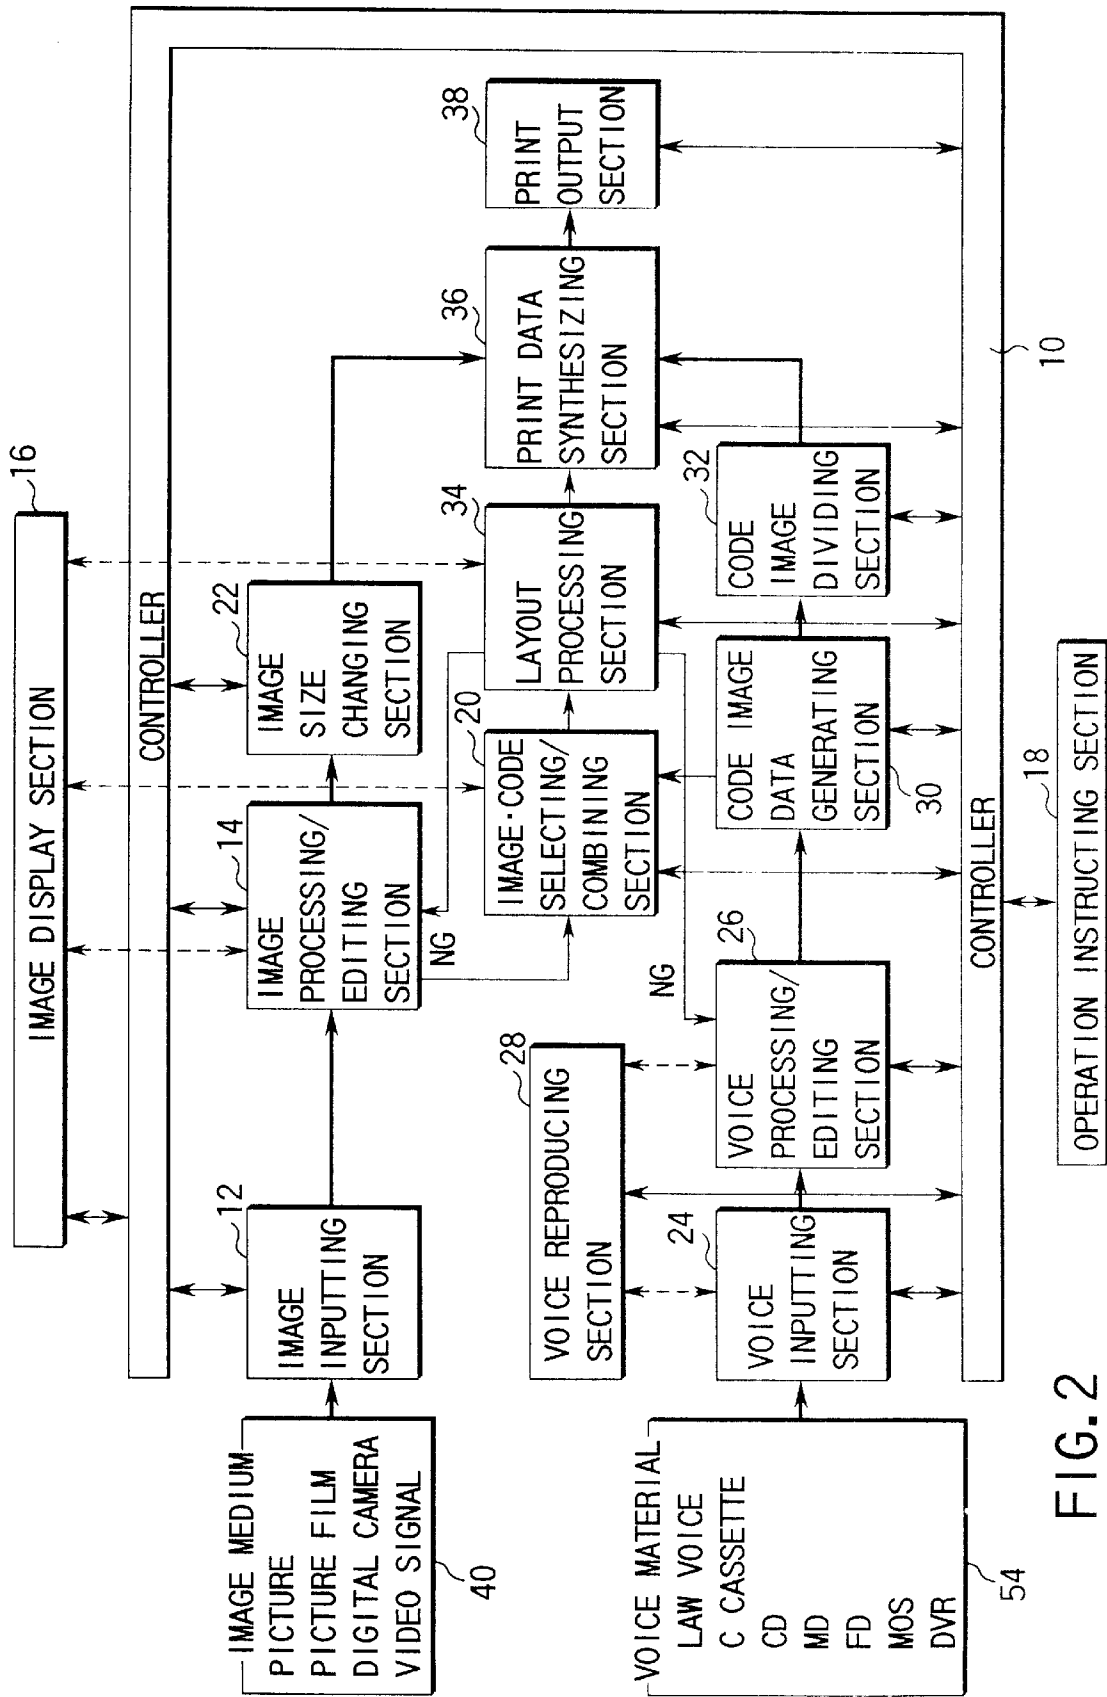 IMAGE DISPLAY SECTION
16
CONTROLLER
IMAGE MEDIUM
PICTURE
PICTURE FILM
DIGITAL CAMERA
VIDEO SIGNAL
40
IMAGE
INPUTTING
SECTION
12
IMAGE
PROCESSING/
EDITING
SECTION
14
IMAGE
SIZE
CHANGING
SECTION
22
NG
IMAGE·CODE
SELECTING/
COMBINING
SECTION
20
LAYOUT
PROCESSING
SECTION
34
PRINT DATA
SYNTHESIZING
SECTION
36
PRINT
OUTPUT
SECTION
38
VOICE REPRODUCING
SECTION
28
NG
VOICE MATERIAL
LAW VOICE
C CASSETTE
CD
MD
FD
MOS
DVR
54
VOICE
INPUTTING
SECTION
24
VOICE
PROCESSING/
EDITING
SECTION
26
CODE IMAGE
DATA
GENERATING
SECTION
30
CODE
IMAGE
DIVIDING
SECTION
32
CONTROLLER
10
OPERATION INSTRUCTING SECTION
18
FIG. 2